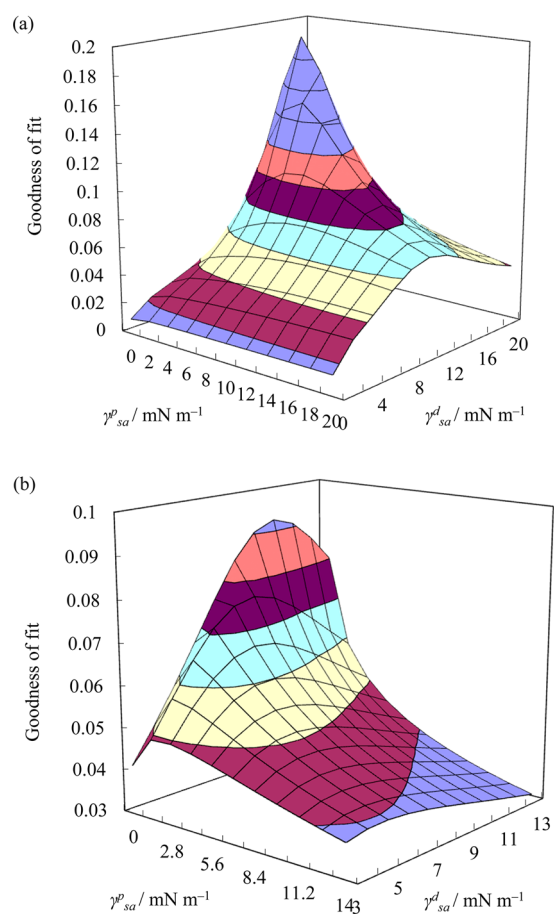 (a)
0.2
0.18
0.16
0.14
0.12
0.1
0.08
0.06
0.04
0.02
0
Goodness of fit
0 2 4 6 8 10 12 14 16 18 20
0 4 8 12 16 20
γᵖsa / mN m⁻¹
γᵈsa / mN m⁻¹
(b)
0.1
0.09
0.08
0.07
0.06
0.05
0.04
0.03
Goodness of fit
0 2.8 5.6 8.4 11.2 14
3 5 7 9 11 13
γᵖsa / mN m⁻¹
γᵈsa / mN m⁻¹